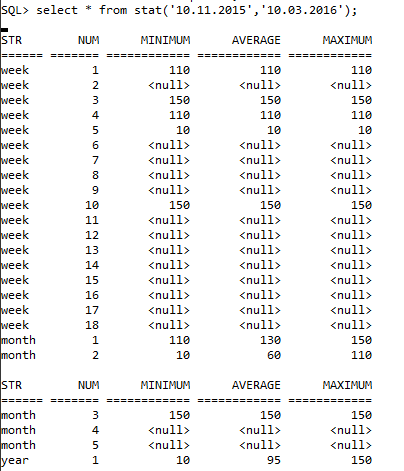 SQL> select * from stat('10.11.2015','10.03.2016');
STR NUM MINIMUM AVERAGE MAXIMUM
====== ======= ============ ============ ============
week 1 110 110 110
week 2 <null> <null> <null>
week 3 150 150 150
week 4 110 110 110
week 5 10 10 10
week 6 <null> <null> <null>
week 7 <null> <null> <null>
week 8 <null> <null> <null>
week 9 <null> <null> <null>
week 10 150 150 150
week 11 <null> <null> <null>
week 12 <null> <null> <null>
week 13 <null> <null> <null>
week 14 <null> <null> <null>
week 15 <null> <null> <null>
week 16 <null> <null> <null>
week 17 <null> <null> <null>
week 18 <null> <null> <null>
month 1 110 130 150
month 2 10 60 110
STR NUM MINIMUM AVERAGE MAXIMUM
====== ======= ============ ============ ============
month 3 150 150 150
month 4 <null> <null> <null>
month 5 <null> <null> <null>
year 1 10 95 150